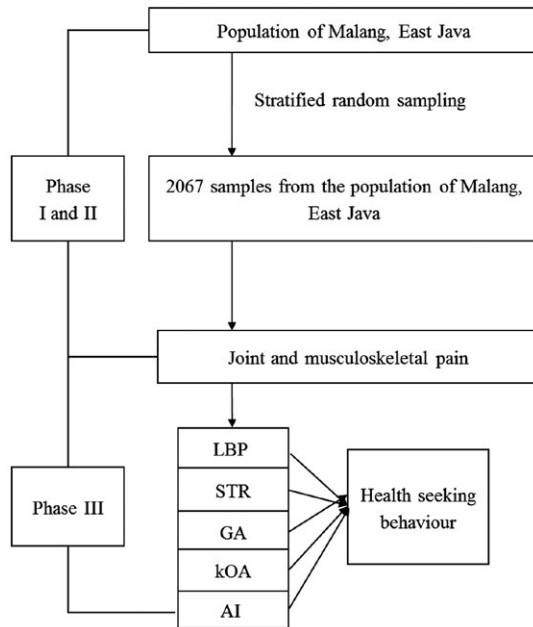 Population of Malang, East Java
Stratified random sampling
Phase
I and II
2067 samples from the population of Malang,
East Java
Joint and musculoskeletal pain
LBP
STR
GA
kOA
AI
Phase III
Health seeking
behaviour